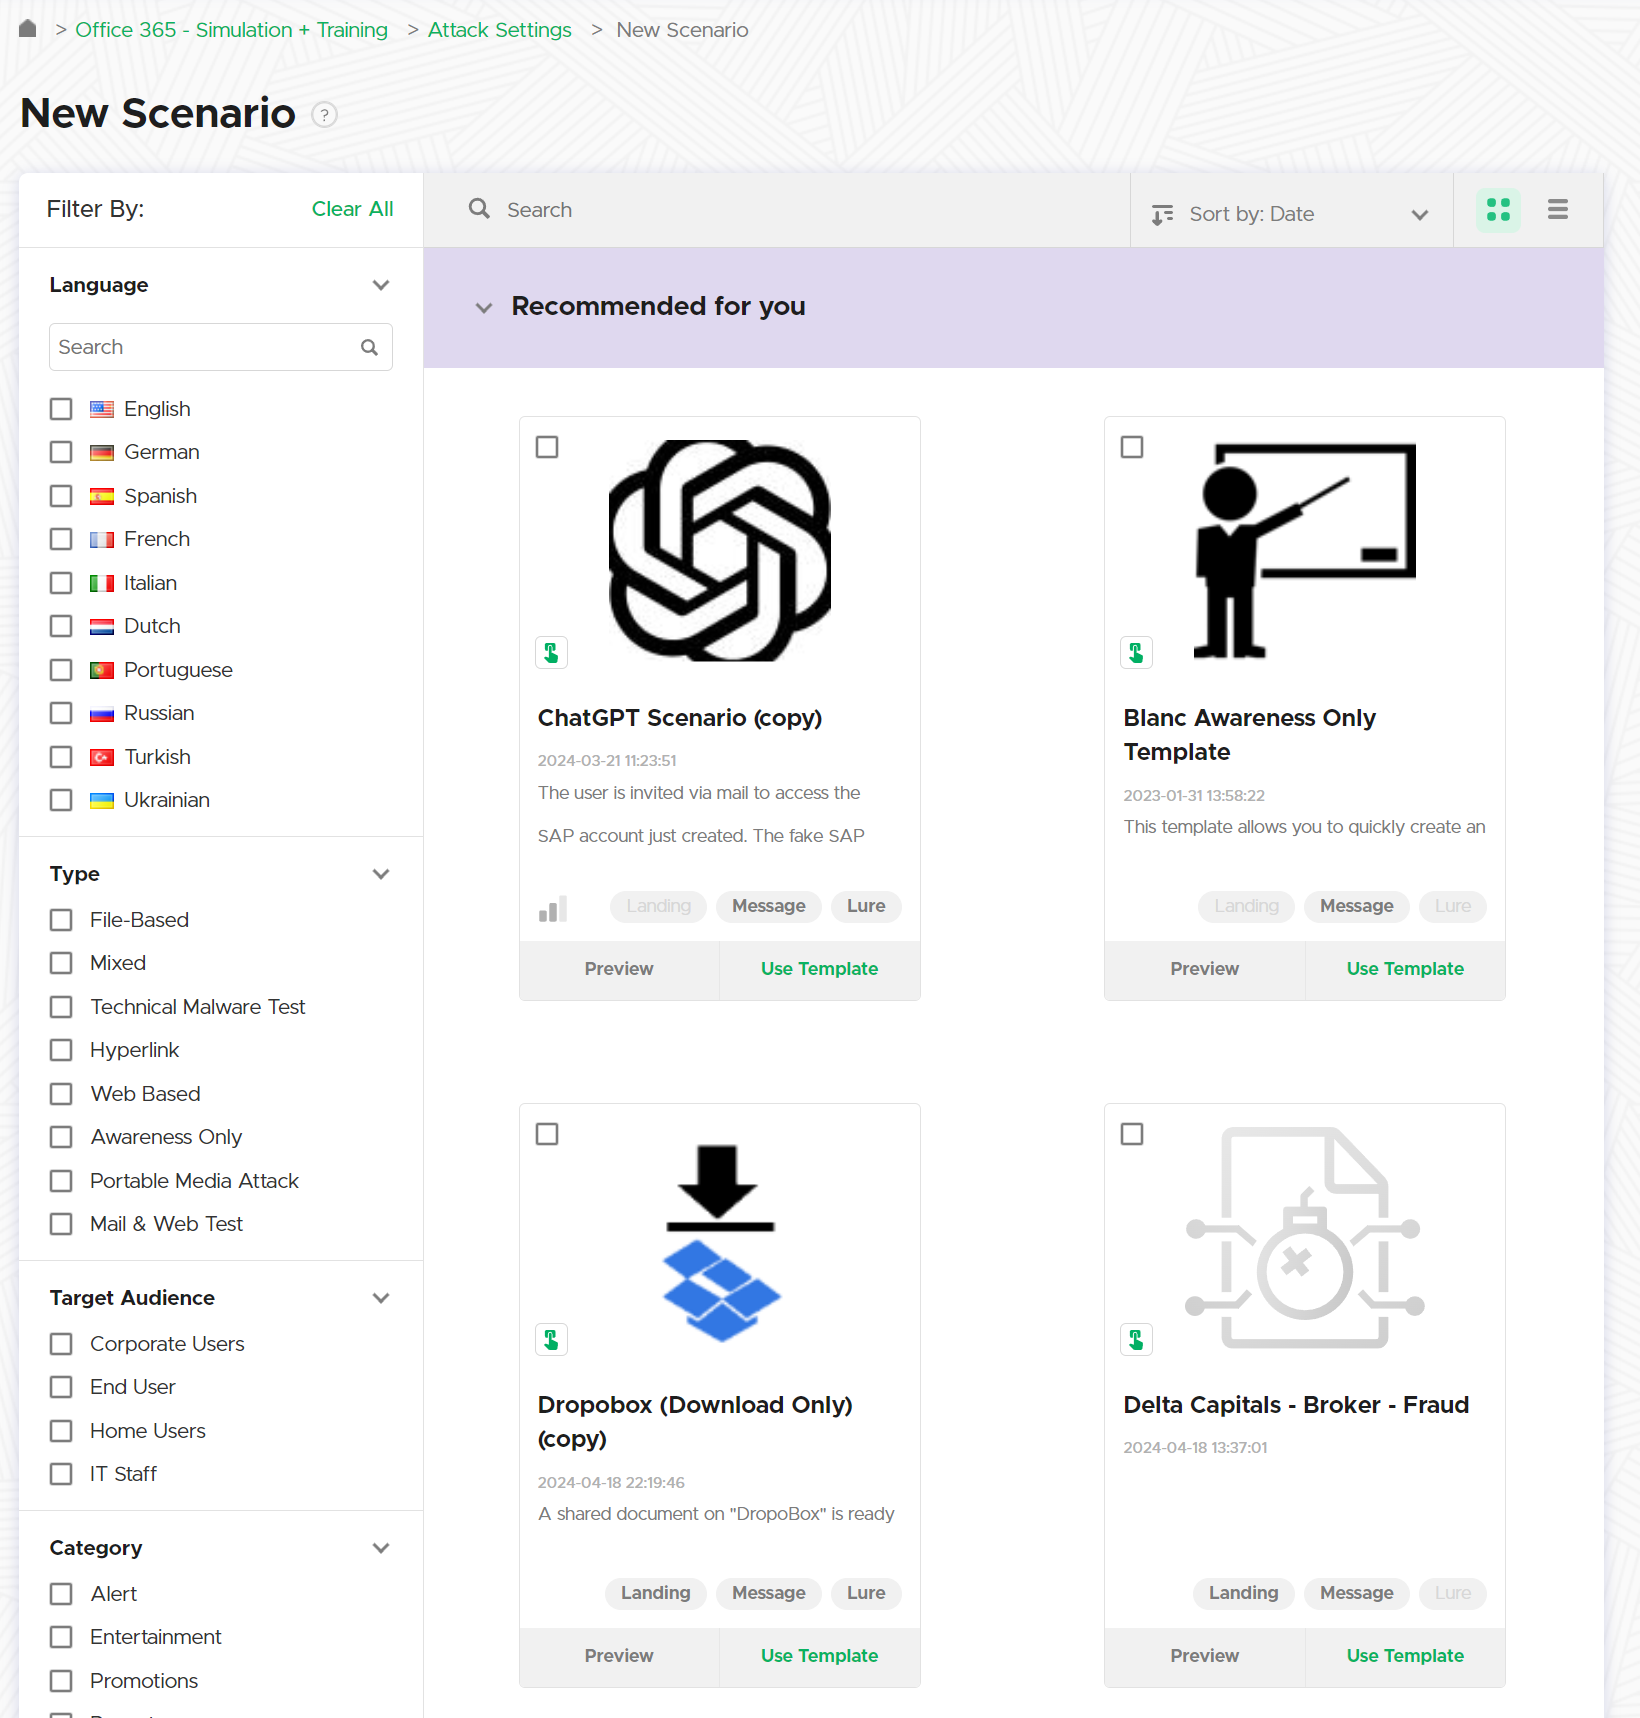 > Office 365 - Simulation + Training > Attack Settings > New Scenario
New Scenario ?
Filter By: Clear All
Search
Sort by: Date
Language
Search
English
German
Spanish
French
Italian
Dutch
Portuguese
Russian
Turkish
Ukrainian
Type
File-Based
Mixed
Technical Malware Test
Hyperlink
Web Based
Awareness Only
Portable Media Attack
Mail & Web Test
Target Audience
Corporate Users
End User
Home Users
IT Staff
Category
Alert
Entertainment
Promotions
Recommended for you
ChatGPT Scenario (copy)
2024-03-21 11:23:51
The user is invited via mail to access the
SAP account just created. The fake SAP
Landing Message Lure
Preview Use Template
Blanc Awareness Only
Template
2023-01-31 13:58:22
This template allows you to quickly create an
Landing Message Lure
Preview Use Template
Dropobox (Download Only)
(copy)
2024-04-18 22:19:46
A shared document on "DropoBox" is ready
Landing Message Lure
Preview Use Template
Delta Capitals - Broker - Fraud
2024-04-18 13:37:01
Landing Message Lure
Preview Use Template